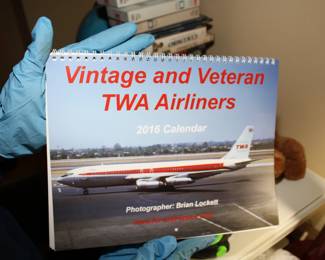 Vintage and Veteran
TWA Airliners
2016 Calendar
TWA
Photographer: Brian Lockett